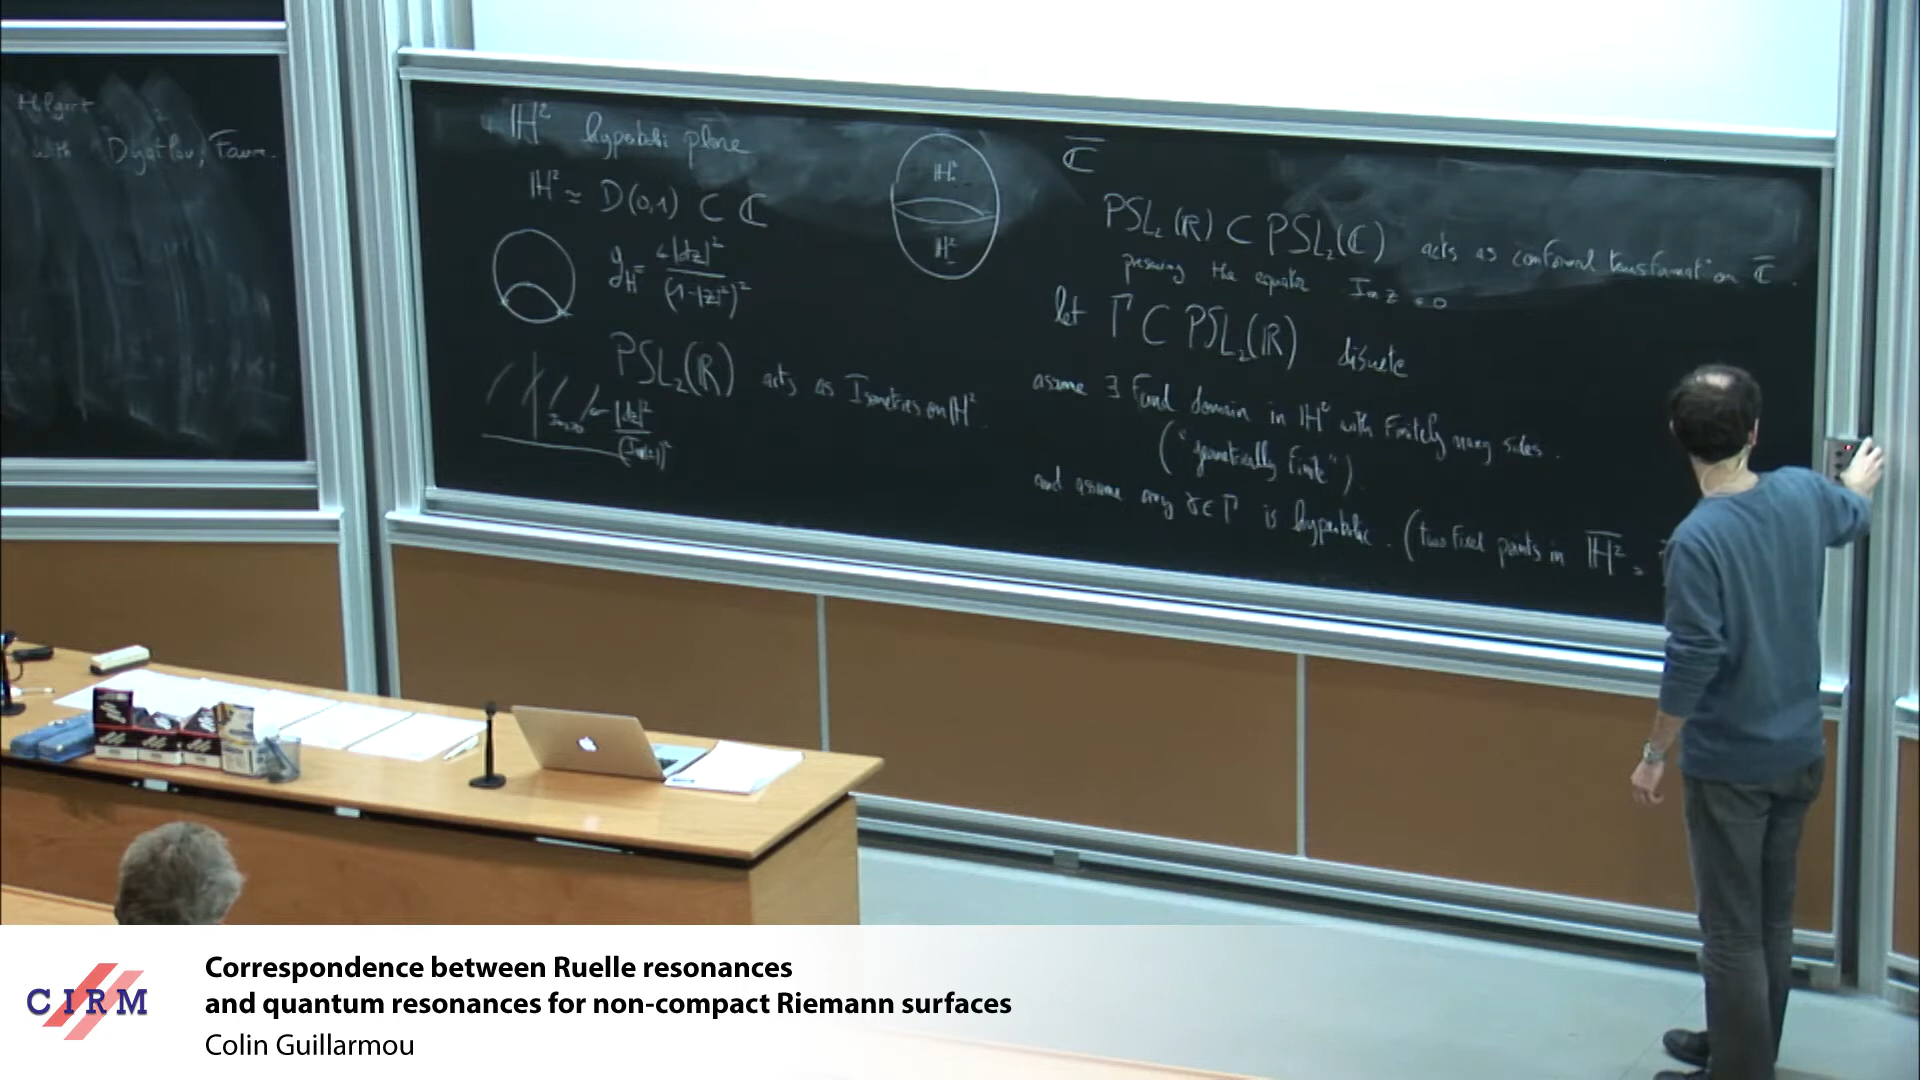 Hilgert
with Dyatlov, Faure.
ℍ² hyperbolic plane
ℍ² ≃ D(0,1) ⊂ ℂ
g_H = 4|dz|² / (1-|z|²)²
PSL₂(ℝ) acts as Isometries on ℍ².
Im z>0
|dz|² / (Im(z))²
ℍ²₊
ℍ²₋
ℂ̅
PSL₂(ℝ) ⊂ PSL₂(ℂ) acts as conformal transformation ℂ̅.
preserving the equator Im z = 0
let Γ ⊂ PSL₂(ℝ) discrete
assume ∃ Fund domain in ℍ² with Finitely many sides.
("geometrically finite").
and assume any γ∈Γ is hyperbolic. (two fixed points in ℍ̅²
CIRM
Correspondence between Ruelle resonances
and quantum resonances for non-compact Riemann surfaces
Colin Guillarmou